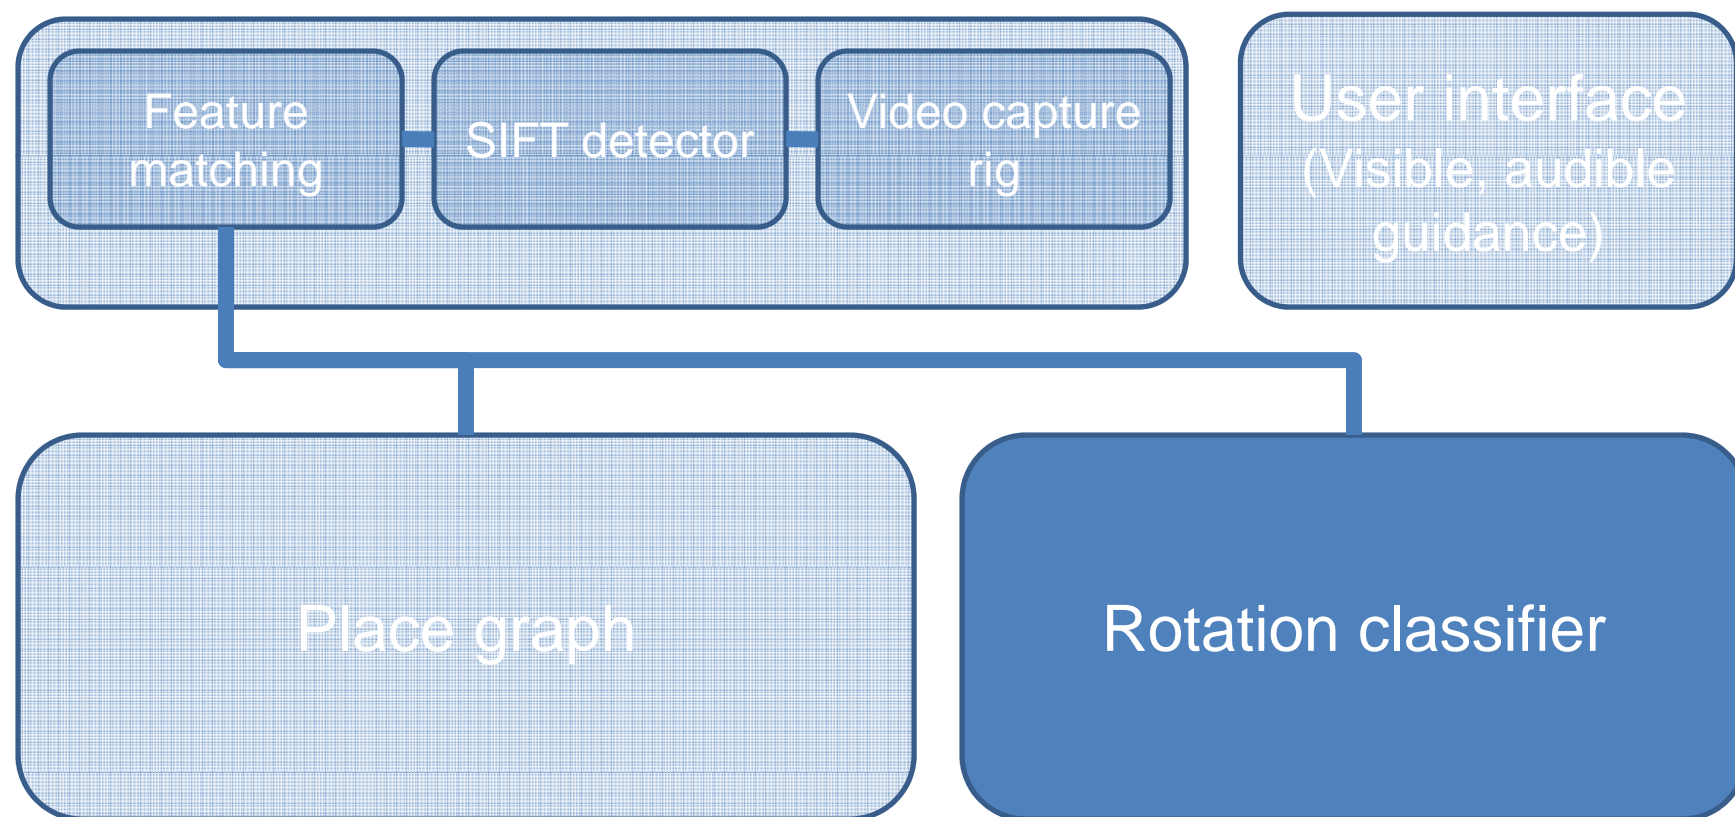 Feature
matching
SIFT detector
Video capture
rig
User interface
(Visible, audible
guidance)
Place graph
Rotation classifier